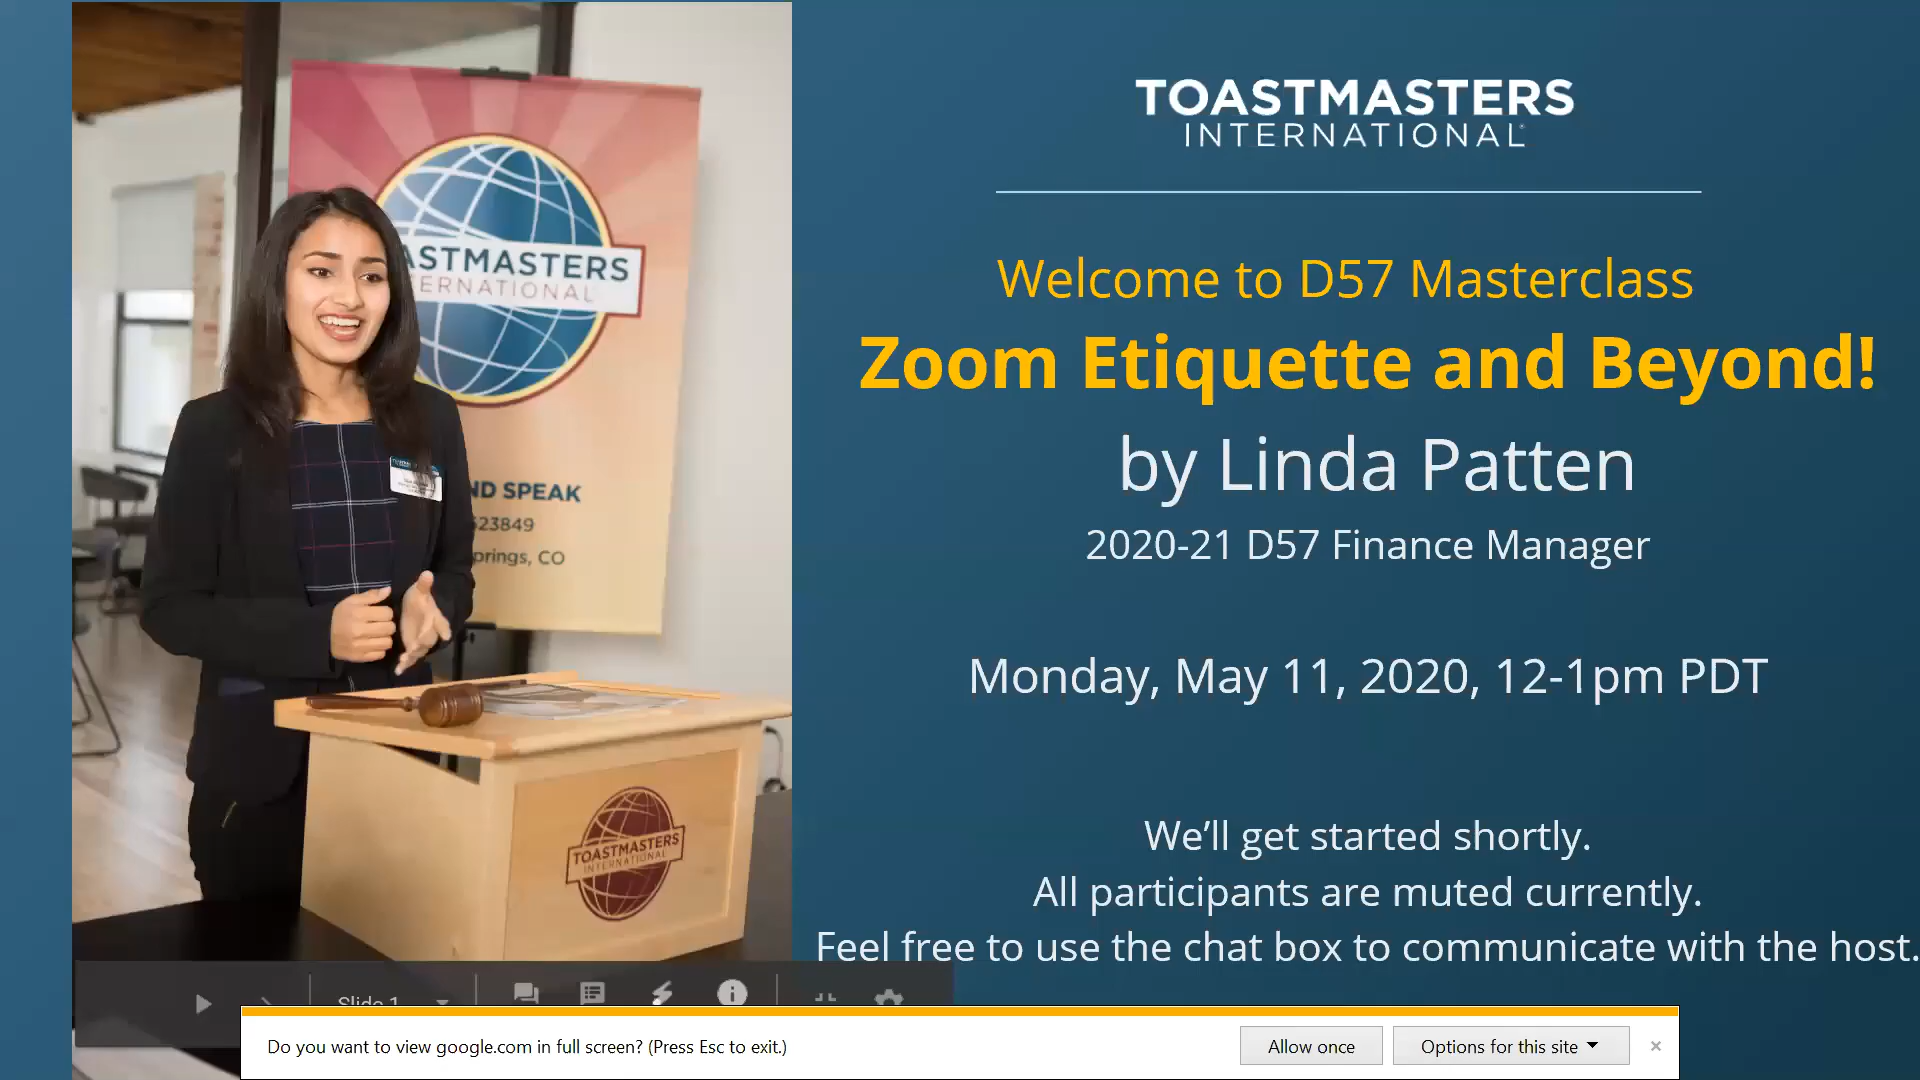 TOASTMASTERS
INTERNATIONAL
Welcome to D57 Masterclass
Zoom Etiquette and Beyond!
by Linda Patten
2020-21 D57 Finance Manager
Monday, May 11, 2020, 12-1pm PDT
We'll get started shortly.
All participants are muted currently.
Feel free to use the chat box to communicate with the host.
ASTMASTERS
ERNATIONAL
ND SPEAK
523849
prings, CO
TOASTMASTERS
INTERNATIONAL
Slide 1
Do you want to view google.com in full screen? (Press Esc to exit.)
Allow once
Options for this site